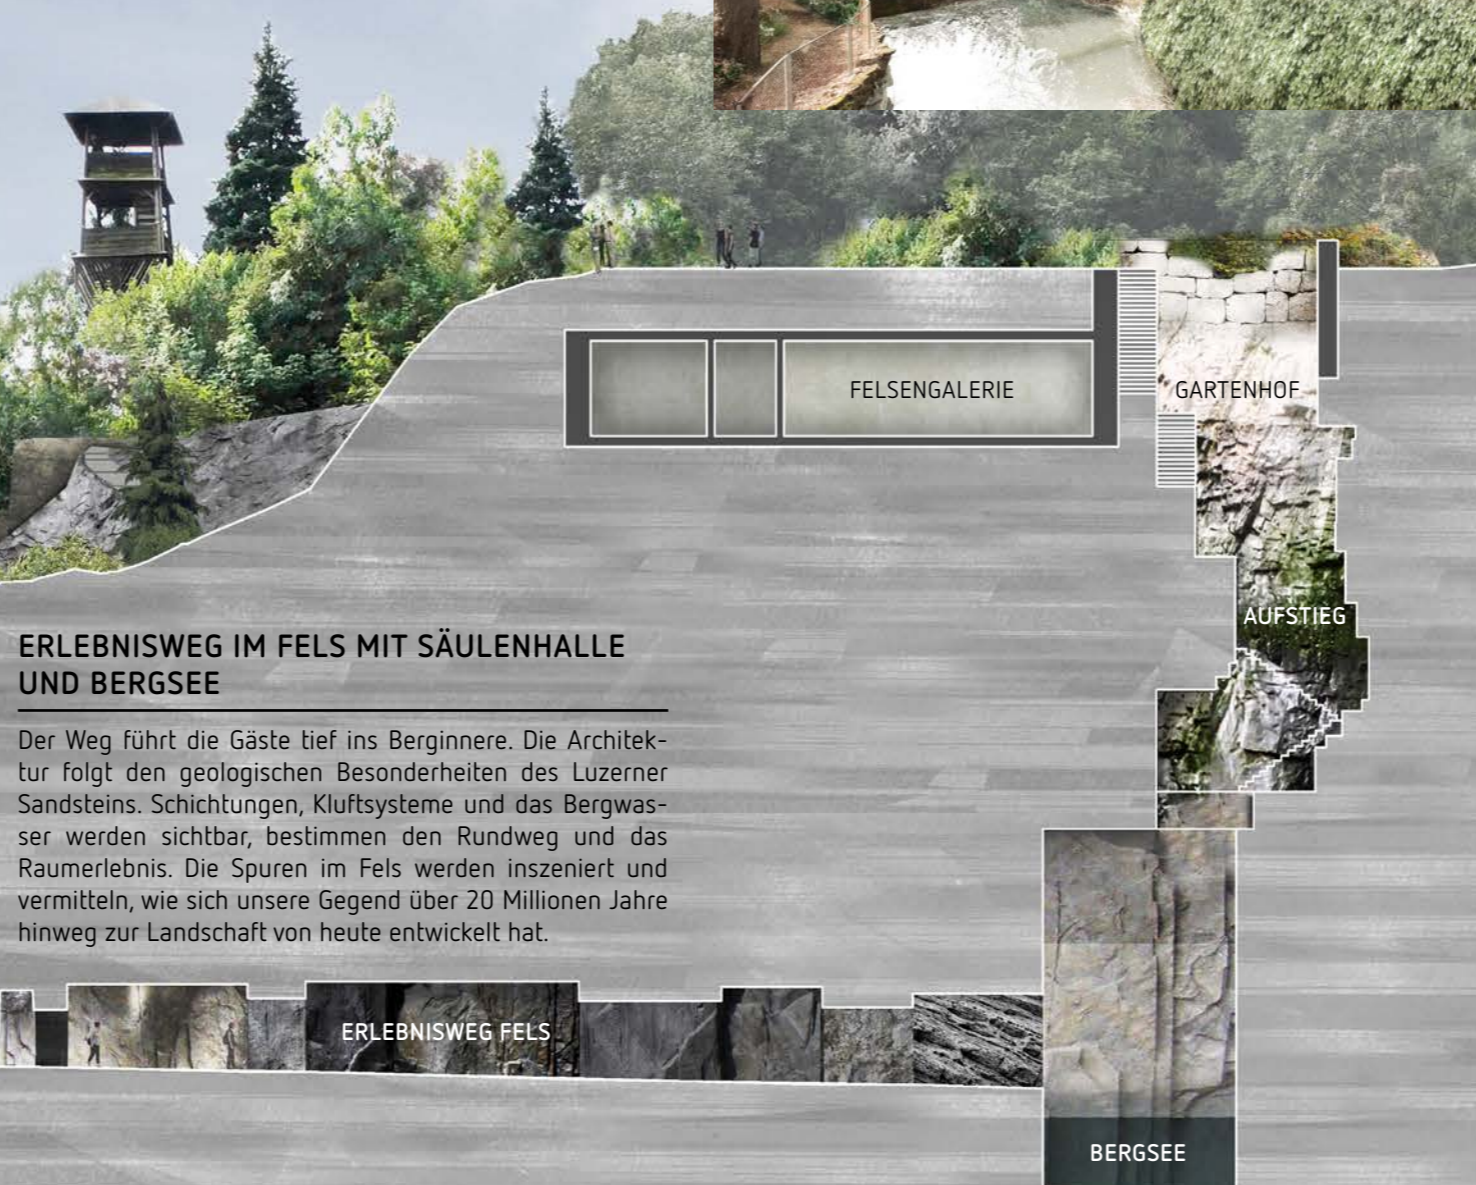 FELSENGALERIE
GARTENHOF
AUFSTIEG
ERLEBNISWEG IM FELS MIT SÄULENHALLE
UND BERGSEE
Der Weg führt die Gäste tief ins Berginnere. Die Architek-
tur folgt den geologischen Besonderheiten des Luzerner
Sandsteins. Schichtungen, Kluftsysteme und das Bergwas-
ser werden sichtbar, bestimmen den Rundweg und das
Raumerlebnis. Die Spuren im Fels werden inszeniert und
vermitteln, wie sich unsere Gegend über 20 Millionen Jahre
hinweg zur Landschaft von heute entwickelt hat.
ERLEBNISWEG FELS
BERGSEE